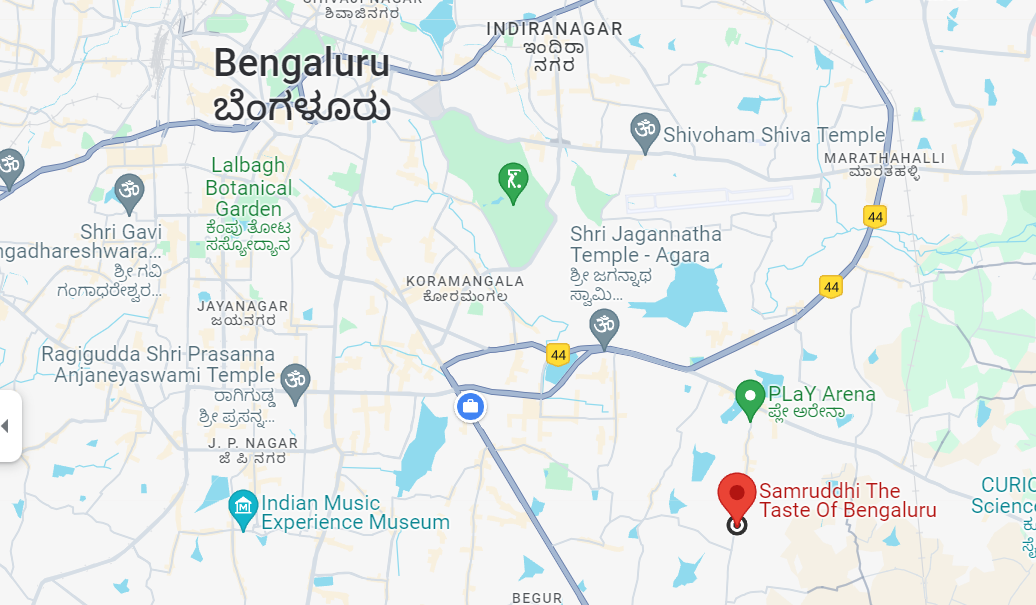 ಶಿವಾಜಿನಗರ
INDIRANAGAR
ಇಂದಿರಾ
ನಗರ
Bengaluru
ಬೆಂಗಳೂರು
Shivoham Shiva Temple
MARATHAHALLI
ಮಾರತಹಳ್ಳಿ
Lalbagh
Botanical
Garden
ಕೆಂಪು ತೋಟ
ಸಸ್ಯೋದ್ಯಾನ
44
Shri Gavi
ngadhareshwara...
ಶ್ರೀ ಗವಿ
ಗಂಗಾಧರೇಶ್ವರ...
Shri Jagannatha
Temple - Agara
ಶ್ರೀ ಜಗನ್ನಾಥ
ಸ್ವಾಮಿ...
KORAMANGALA
ಕೋರಮಂಗಲ
44
JAYANAGAR
ಜಯನಗರ
44
Ragigudda Shri Prasanna
Anjaneyaswami Temple
ರಾಗಿಗುಡ್ಡ
ಶ್ರೀ ಪ್ರಸನ್ನ...
PLaY Arena
ಪ್ಲೇ ಅರೇನಾ
J. P. NAGAR
ಜೆ ಪಿ ನಗರ
Indian Music
Experience Museum
Samruddhi The
Taste Of Bengaluru
CURIO
Science
BEGUR